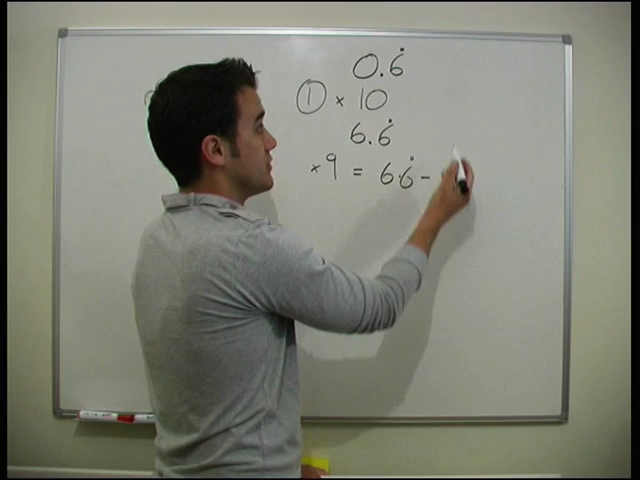 0.6̇
① × 10
6.6̇
×9 = 6.6̇ -